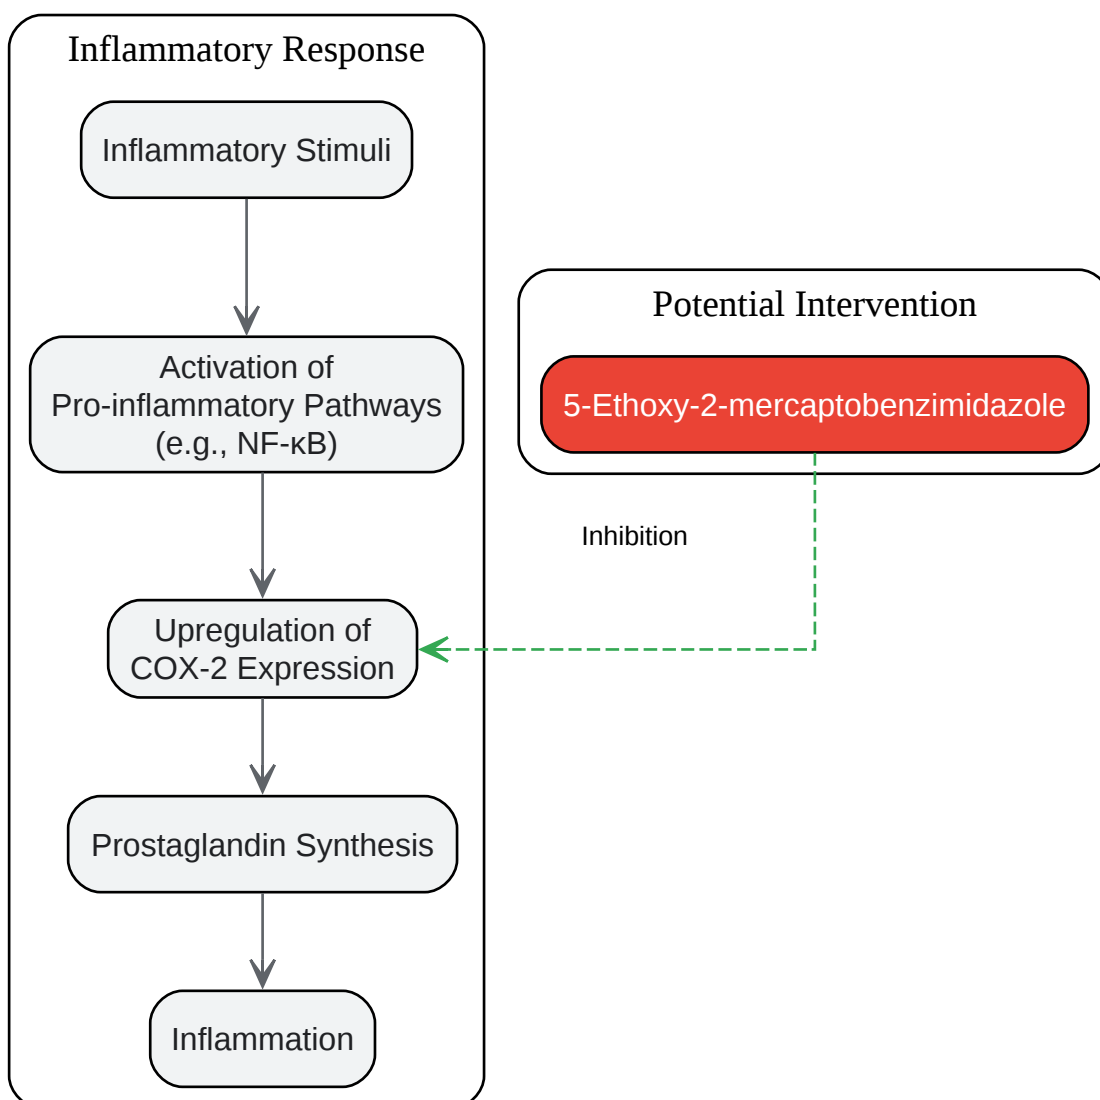 Inflammatory Response
Inflammatory Stimuli
Activation of
Pro-inflammatory Pathways
(e.g., NF-κB)
Upregulation of
COX-2 Expression
Prostaglandin Synthesis
Inflammation
Potential Intervention
5-Ethoxy-2-mercaptobenzimidazole
Inhibition